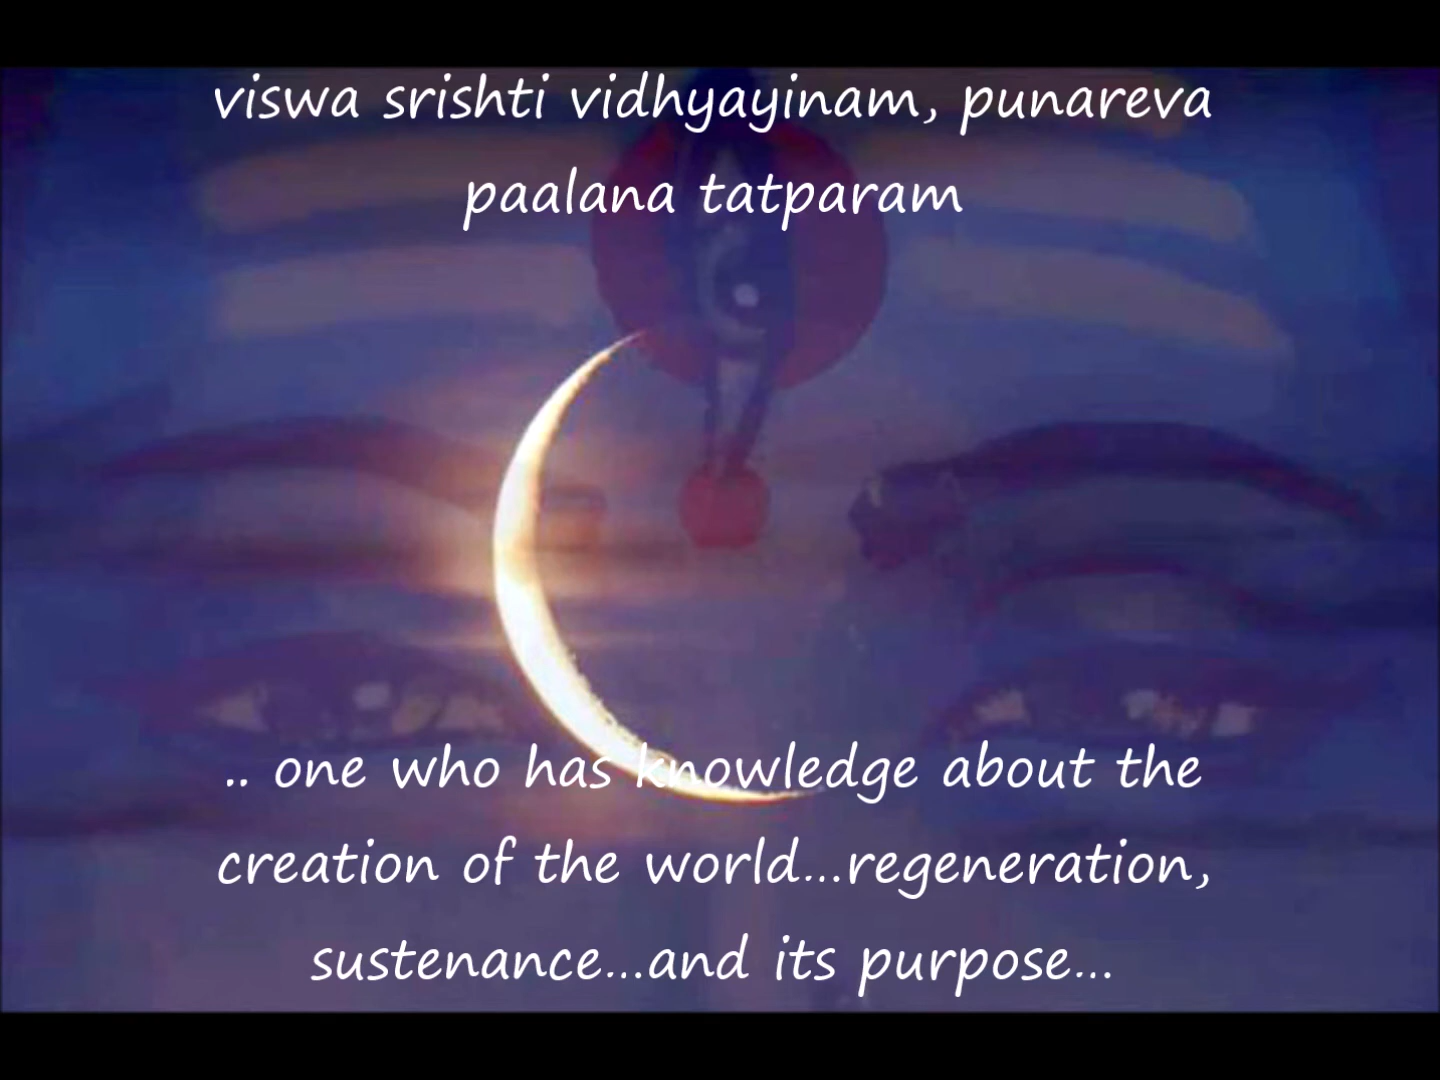 viswa srishti vidhyayinam, punareva
paalana tatparam
.. one who has knowledge about the
creation of the world...regeneration,
sustenance...and its purpose...